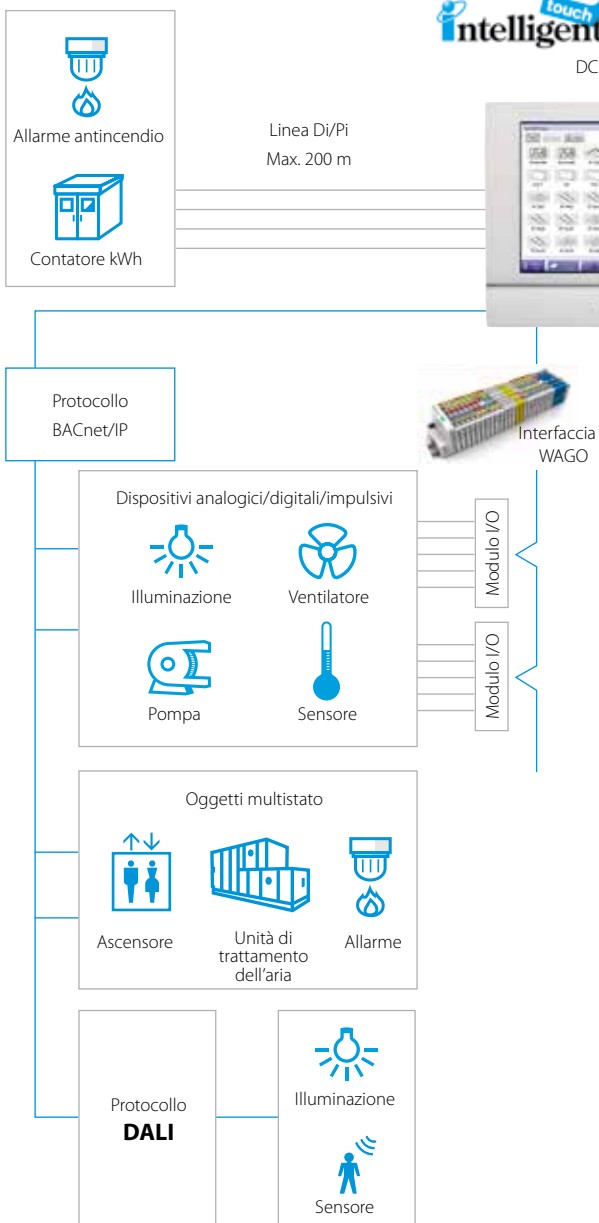 touch
intelligent
DC
Allarme antincendio
Linea Di/Pi
Max. 200 m
Contatore kWh
Protocollo
BACnet/IP
Interfaccia
WAGO
Dispositivi analogici/digitali/impulsivi
Illuminazione
Ventilatore
Modulo I/O
Pompa
Sensore
Modulo I/O
Oggetti multistato
Ascensore
Unità di
trattamento
dell'aria
Allarme
Protocollo
DALI
Illuminazione
Sensore